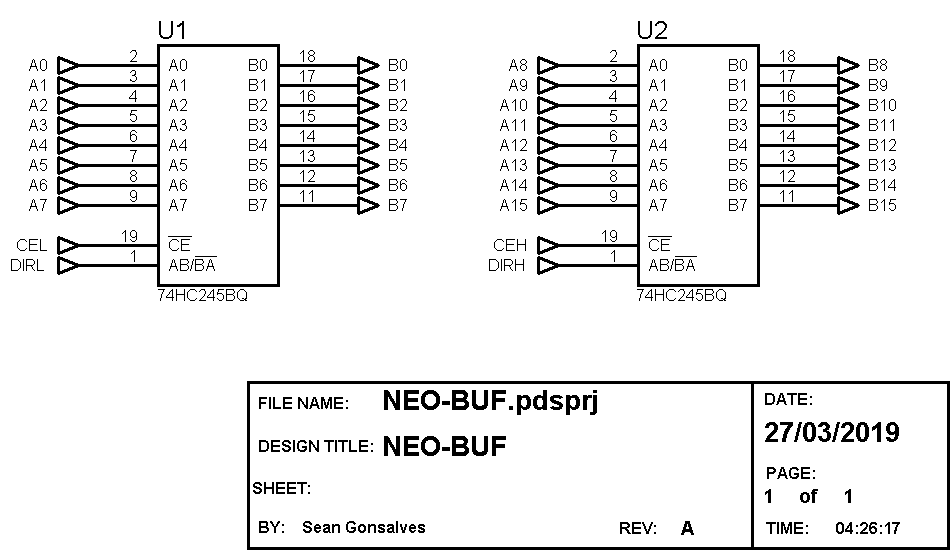 U1 U2
2 18 2 18
A0 A0 B0 B0 A8 A0 B0 B8
3 17 3 17
A1 A1 B1 B1 A9 A1 B1 B9
4 16 4 16
A2 A2 B2 B2 A10 A2 B2 B10
5 15 5 15
A3 A3 B3 B3 A11 A3 B3 B11
6 14 6 14
A4 A4 B4 B4 A12 A4 B4 B12
7 13 7 13
A5 A5 B5 B5 A13 A5 B5 B13
8 12 8 12
A6 A6 B6 B6 A14 A6 B6 B14
9 11 9 11
A7 A7 B7 B7 A15 A7 B7 B15
19 19
CEL CE CEH CE
1 1
DIRL AB/BA DIRH AB/BA
74HC245BQ 74HC245BQ
FILE NAME: NEO-BUF.pdsprj
DESIGN TITLE: NEO-BUF
SHEET:
BY: Sean Gonsalves REV: A
DATE:
27/03/2019
PAGE:
1 of 1
TIME: 04:26:17